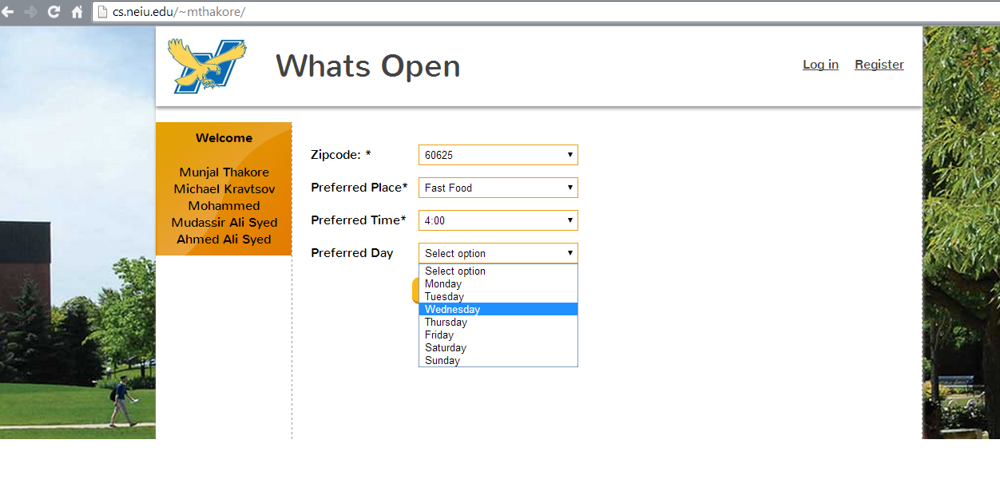 cs.neiu.edu/~mthakore/
Whats Open
Log in
Register
Welcome
Munjal Thakore
Michael Kravtsov
Mohammed
Mudassir Ali Syed
Ahmed Ali Syed
Zipcode: * 60625
Preferred Place* Fast Food
Preferred Time* 4:00
Preferred Day Select option
Select option
Monday
Tuesday
Wednesday
Thursday
Friday
Saturday
Sunday